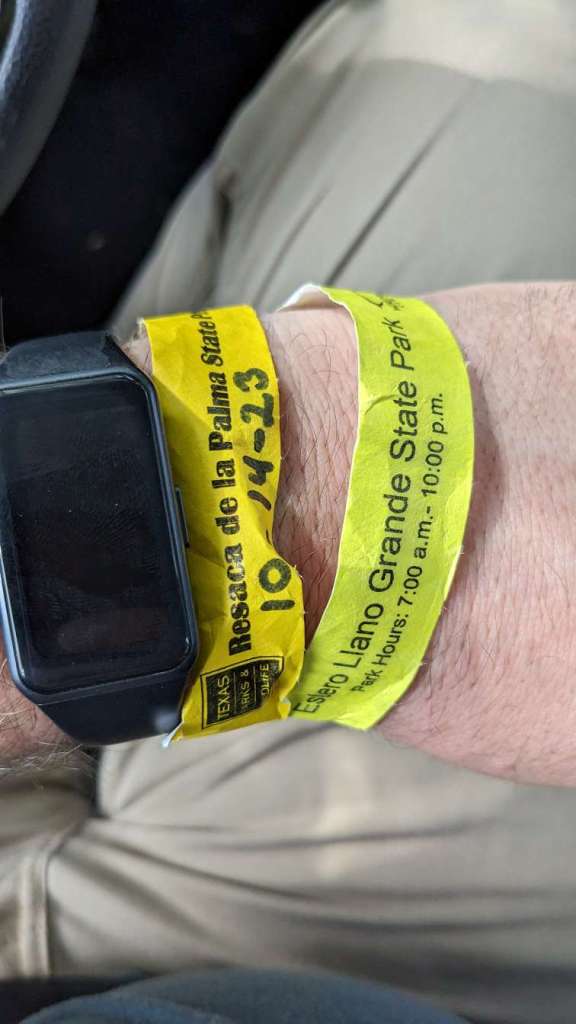 Resaca de la Palma State
10-14-23
TEXAS
PARKS &
WILDLIFE
Estero Llano Grande State Park
Park Hours: 7:00 a.m.- 10:00 p.m.